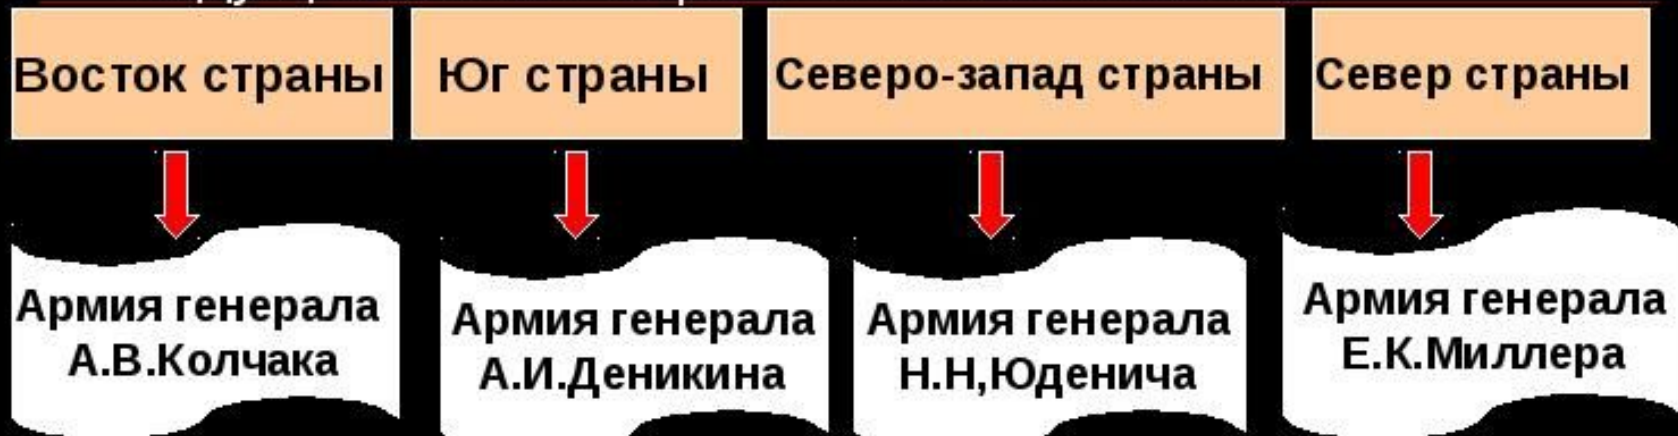 Восток страны
Юг страны
Северо-запад страны
Север страны
Армия генерала
А.В.Колчака
Армия генерала
А.И.Деникина
Армия генерала
Н.Н,Юденича
Армия генерала
Е.К.Миллера